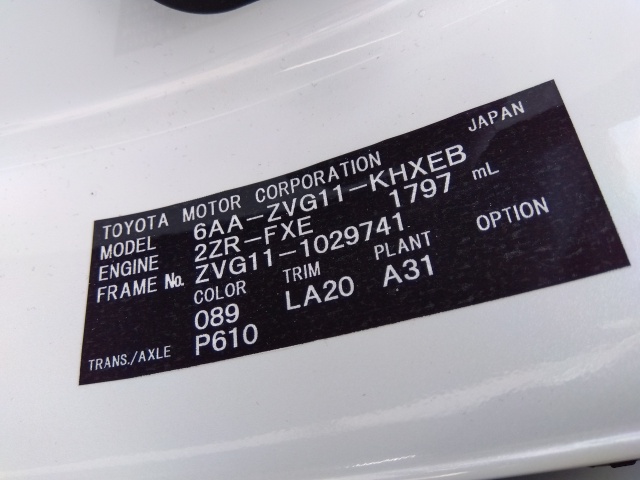 TOYOTA MOTOR CORPORATION JAPAN
MODEL 6AA-ZVG11-KHXEB
ENGINE 2ZR-FXE 1797 mL
FRAME No. ZVG11-1029741
COLOR TRIM PLANT OPTION
089 LA20 A31
TRANS./AXLE P610